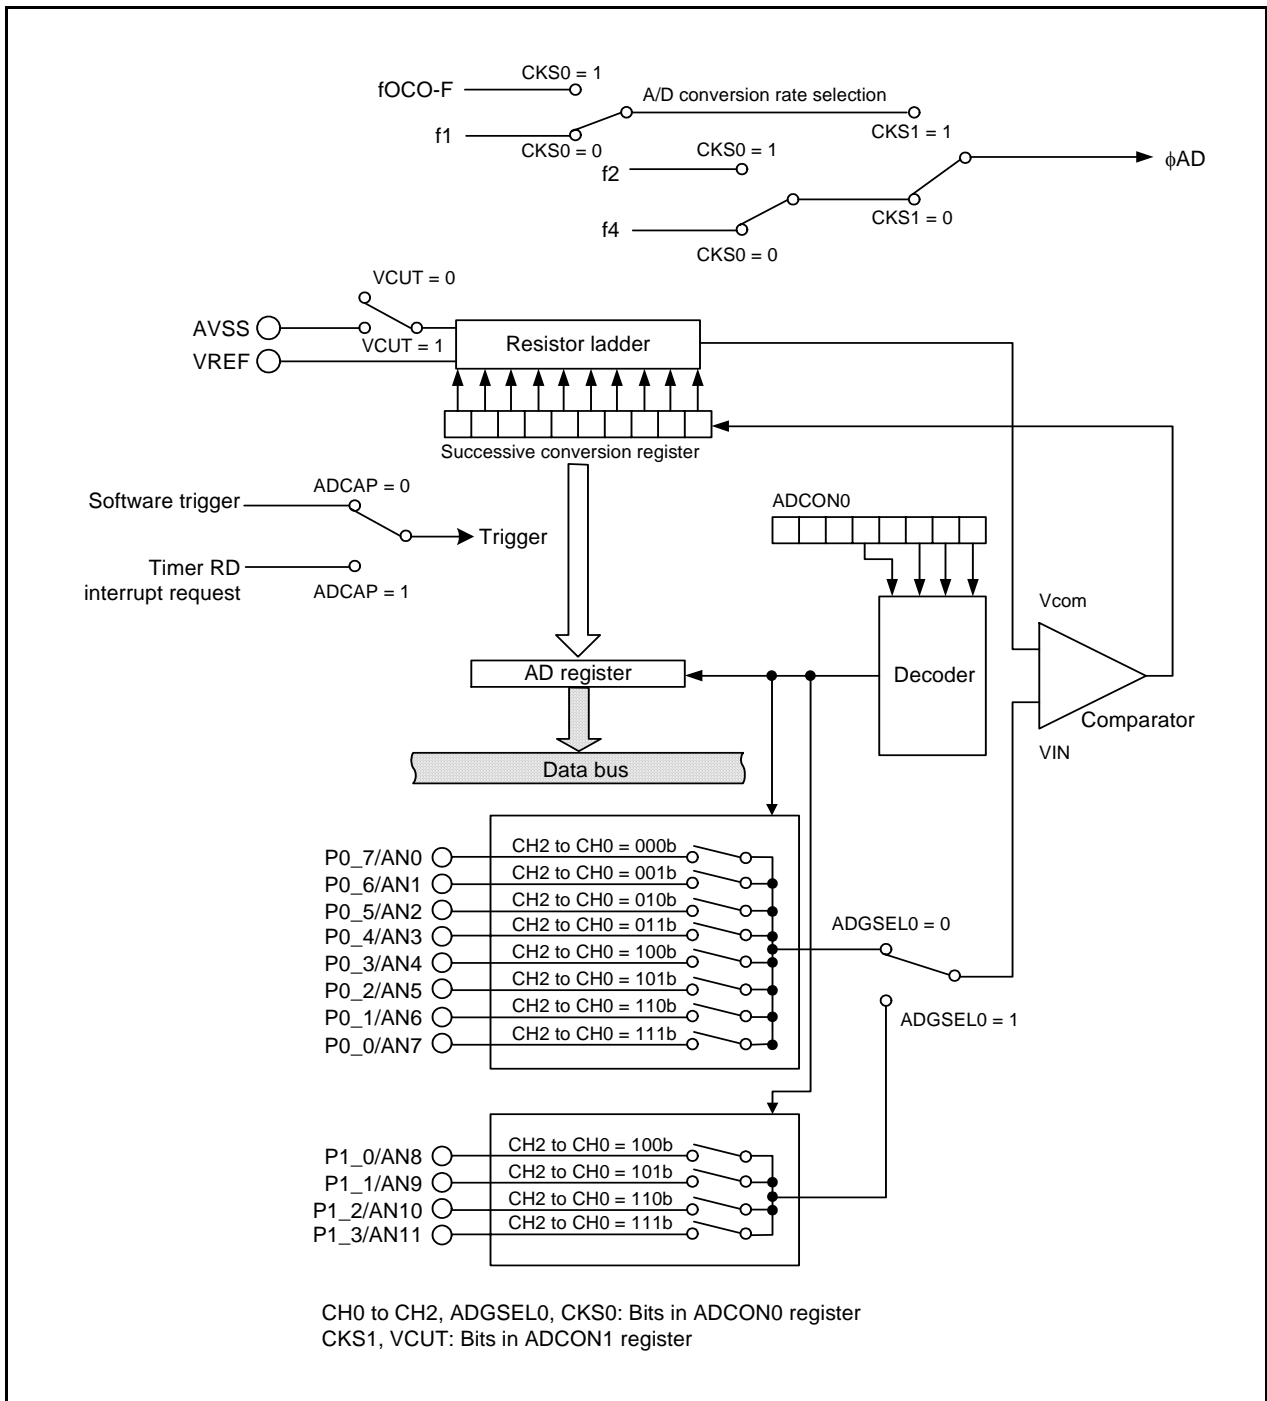 CKS0 = 1
fOCO-F
A/D conversion rate selection
f1
CKS0 = 0
CKS1 = 1
CKS0 = 1
f2
ϕAD
CKS1 = 0
f4
CKS0 = 0
VCUT = 0
AVSS
VCUT = 1
VREF
Resistor ladder
Successive conversion register
ADCAP = 0
Software trigger
Trigger
Timer RD
interrupt request
ADCAP = 1
ADCON0
Vcom
Decoder
Comparator
VIN
AD register
Data bus
P0_7/AN0 CH2 to CH0 = 000b
P0_6/AN1 CH2 to CH0 = 001b
P0_5/AN2 CH2 to CH0 = 010b
P0_4/AN3 CH2 to CH0 = 011b
P0_3/AN4 CH2 to CH0 = 100b
P0_2/AN5 CH2 to CH0 = 101b
P0_1/AN6 CH2 to CH0 = 110b
P0_0/AN7 CH2 to CH0 = 111b
ADGSEL0 = 0
ADGSEL0 = 1
P1_0/AN8 CH2 to CH0 = 100b
P1_1/AN9 CH2 to CH0 = 101b
P1_2/AN10 CH2 to CH0 = 110b
P1_3/AN11 CH2 to CH0 = 111b
CH0 to CH2, ADGSEL0, CKS0: Bits in ADCON0 register
CKS1, VCUT: Bits in ADCON1 register